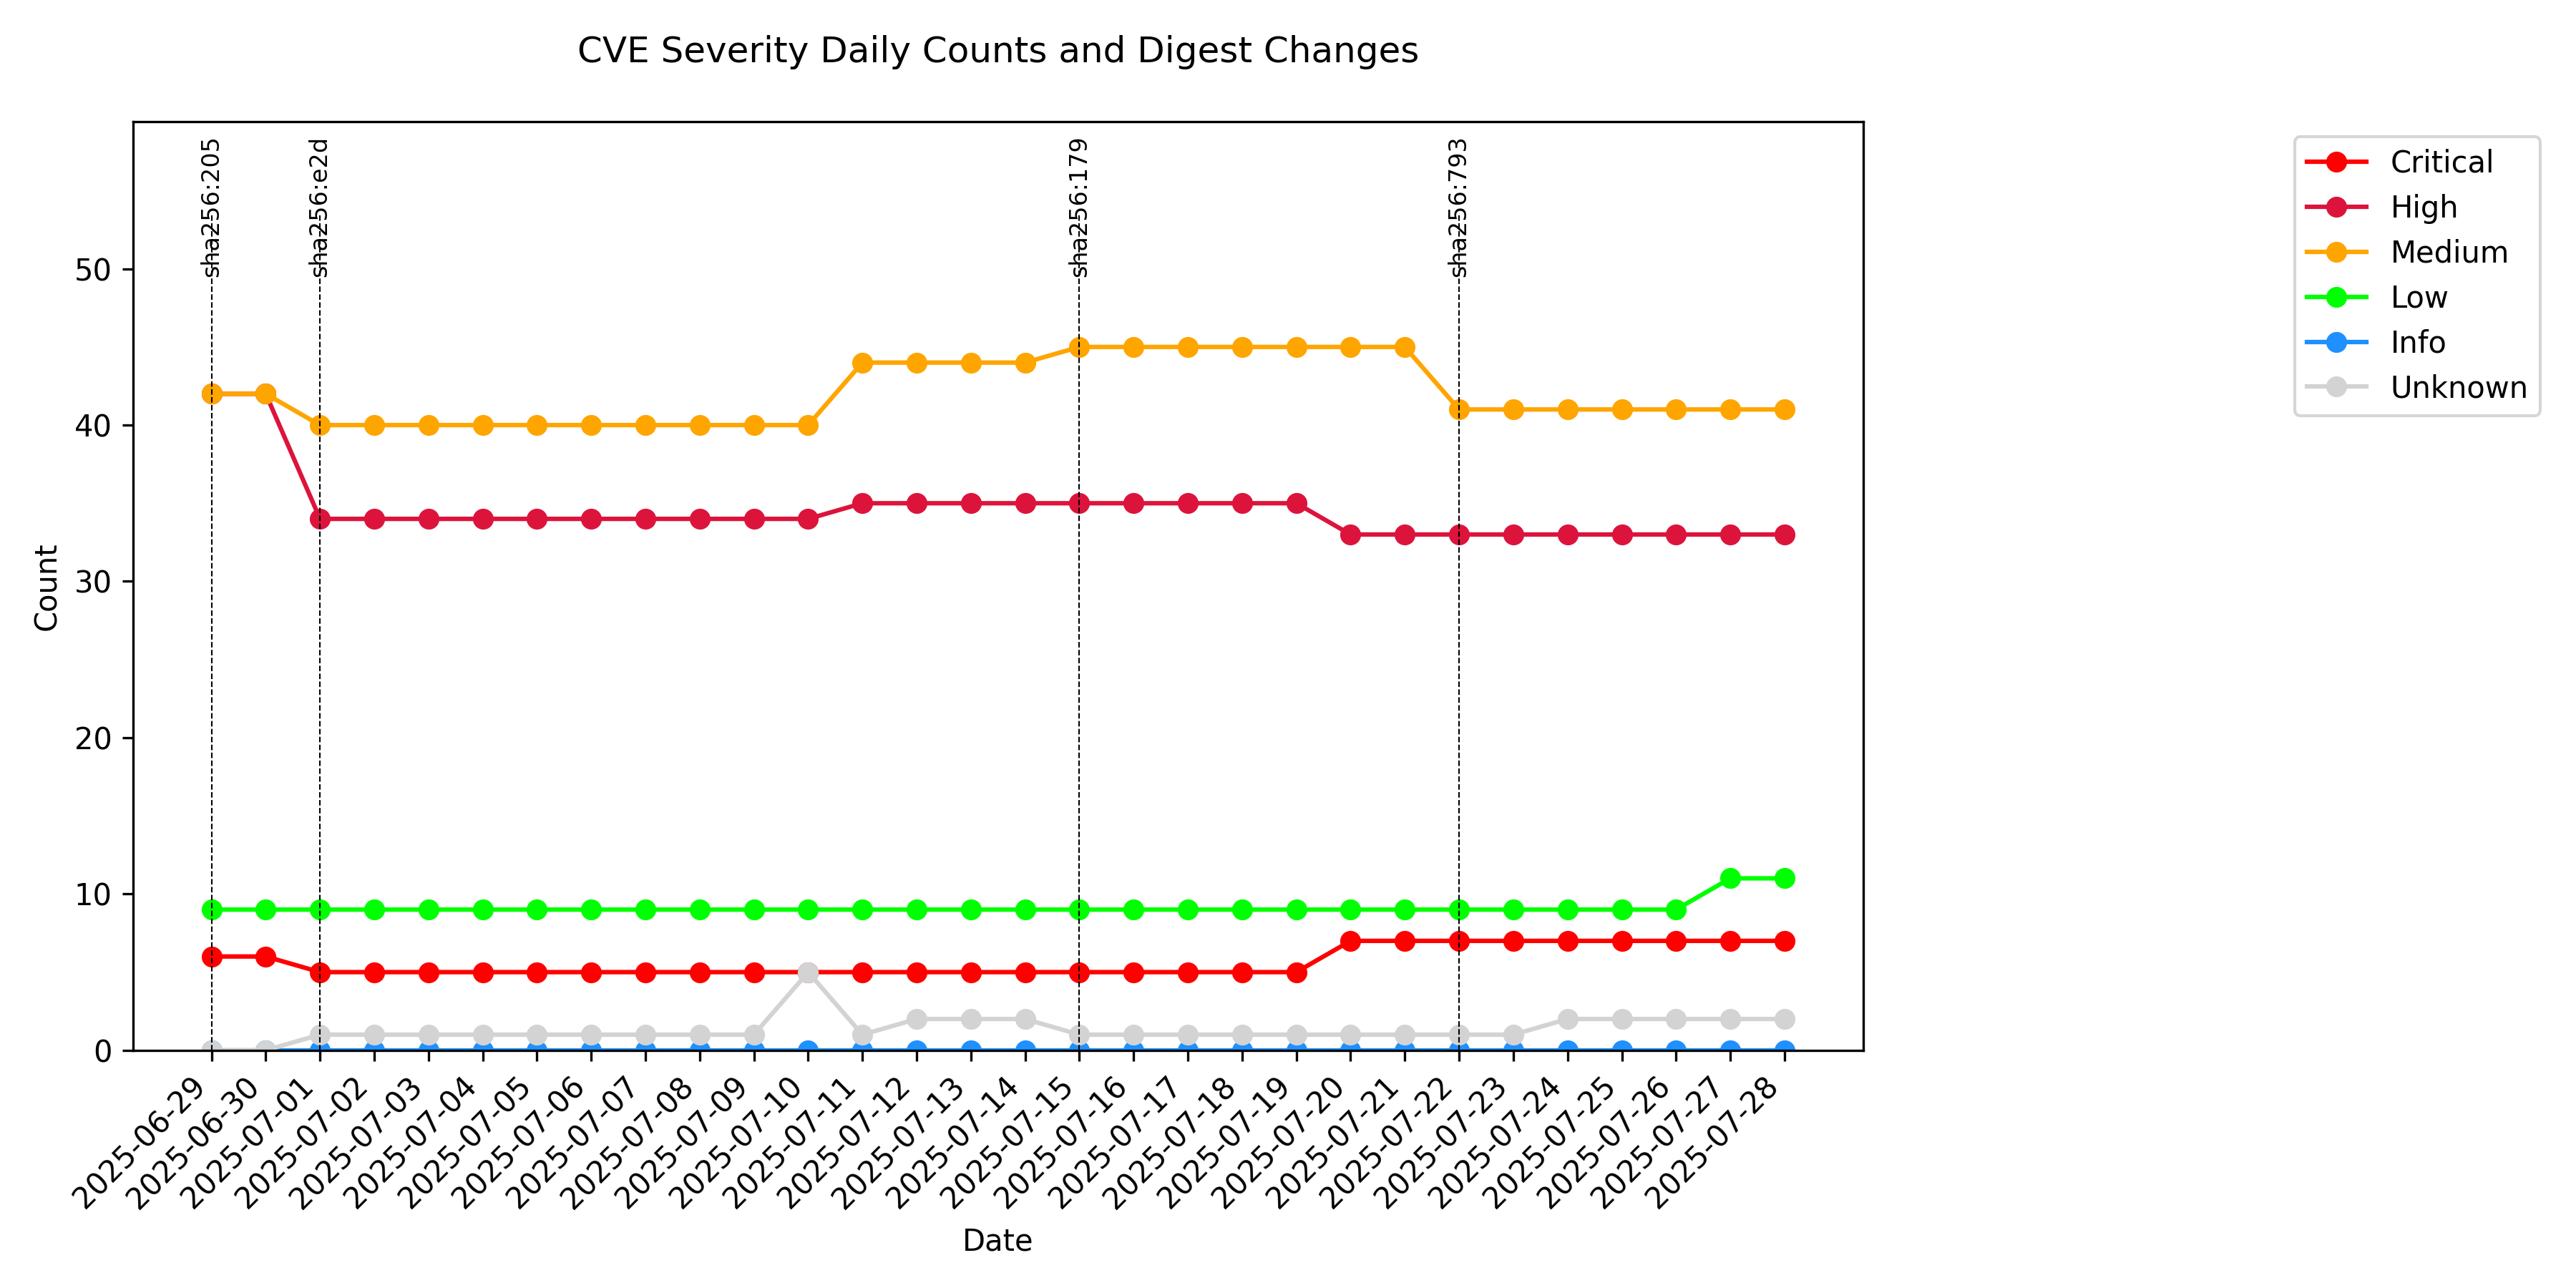 CVE Severity Daily Counts and Digest Changes
sha256:205
sha256:e2d
sha256:179
sha256:793
Critical
High
Medium
Low
Info
Unknown
50
40
30
20
10
0
Count
2025-06-29
2025-06-30
2025-07-01
2025-07-02
2025-07-03
2025-07-04
2025-07-05
2025-07-06
2025-07-07
2025-07-08
2025-07-09
2025-07-10
2025-07-11
2025-07-12
2025-07-13
2025-07-14
2025-07-15
2025-07-16
2025-07-17
2025-07-18
2025-07-19
2025-07-20
2025-07-21
2025-07-22
2025-07-23
2025-07-24
2025-07-25
2025-07-26
2025-07-27
2025-07-28
Date